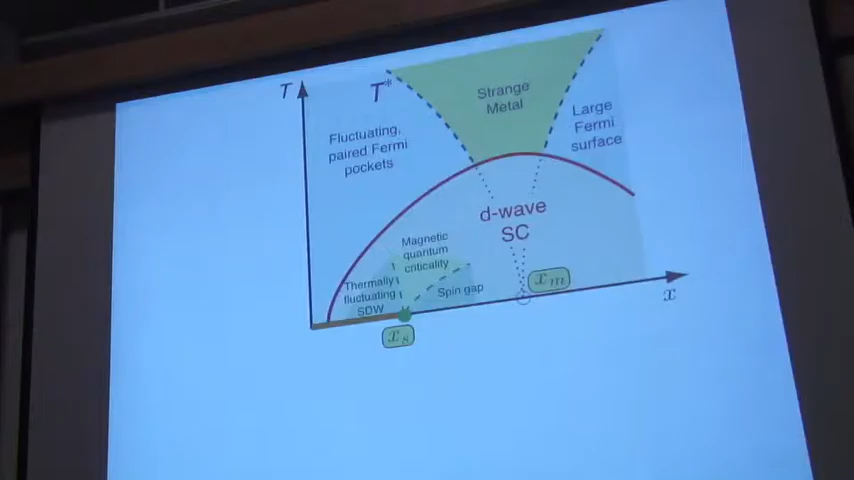 T
T*
Strange
Metal
Large
Fermi
surface
Fluctuating,
paired Fermi
pockets
d-wave
SC
Magnetic
quantum
criticality
Thermally
fluctuating
SDW
Spin gap
x_m
x
x_s